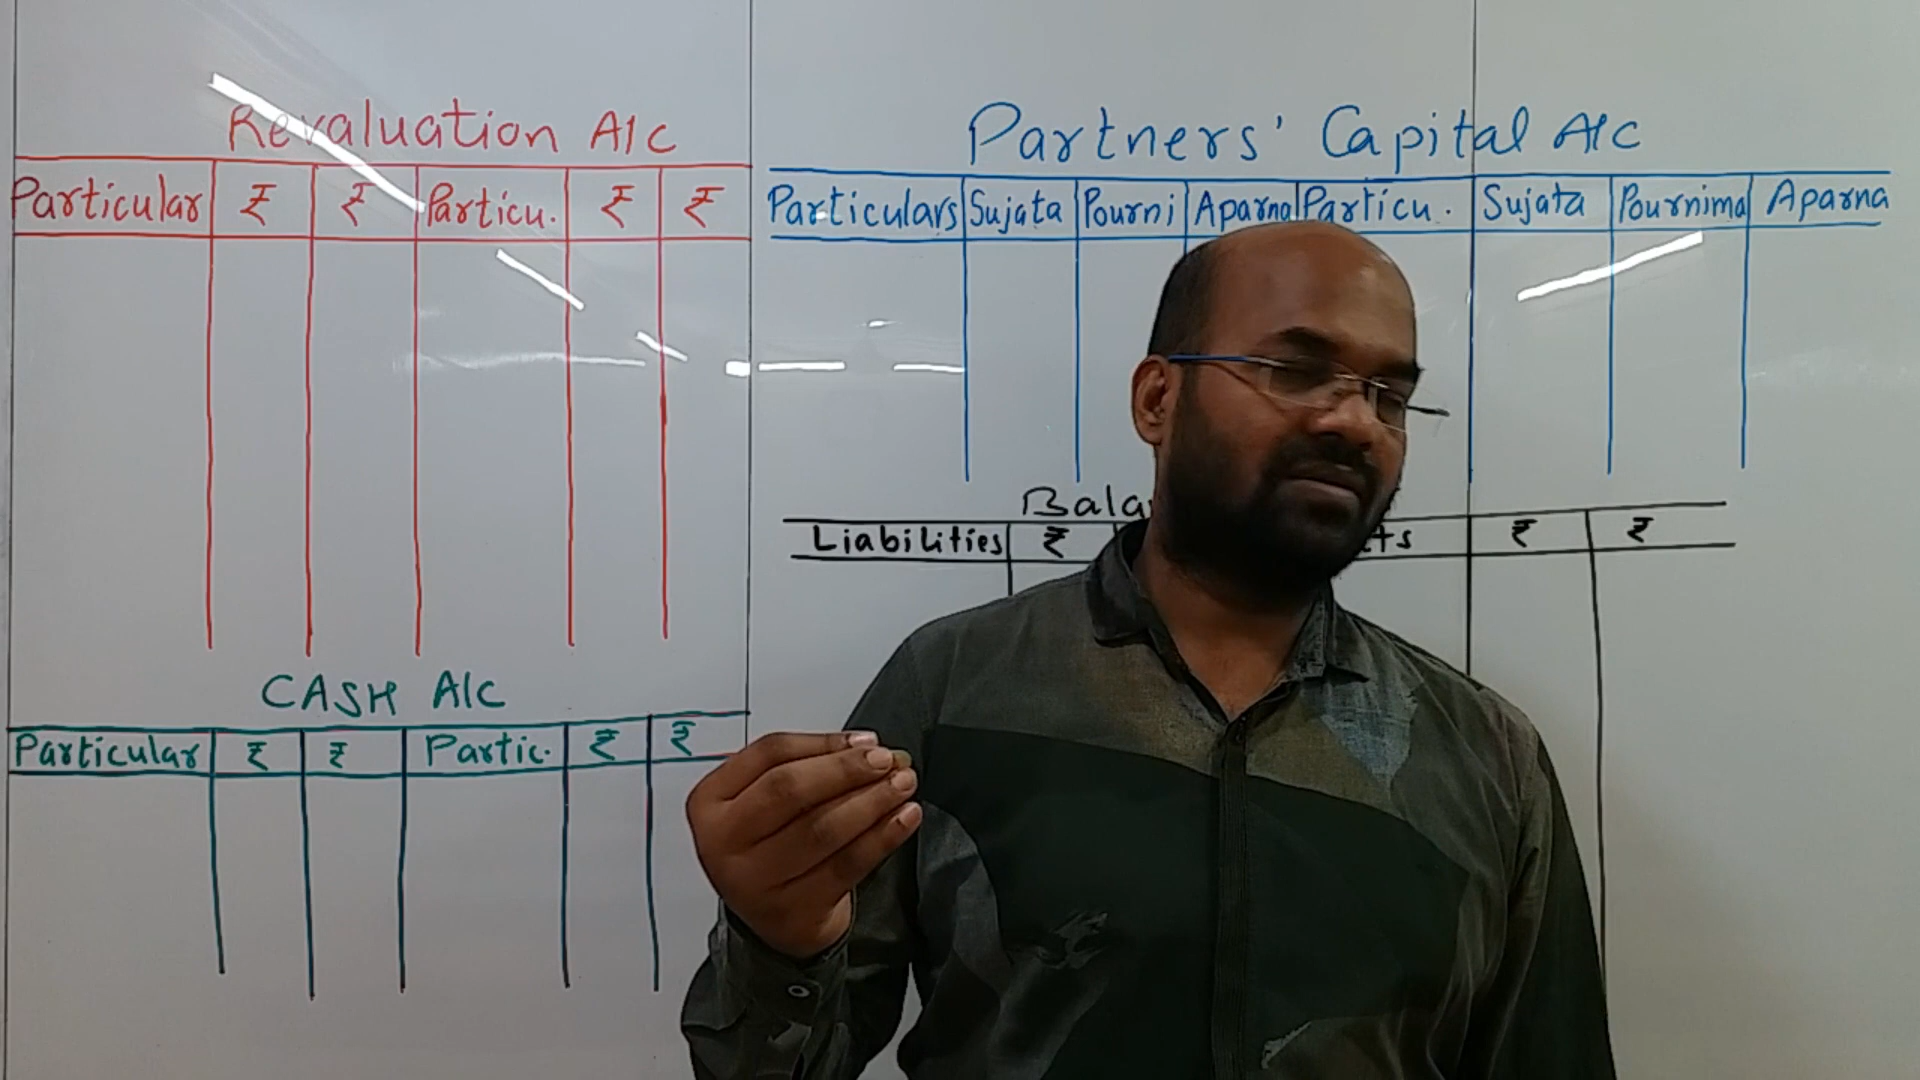 Revaluation A/c
Particular ₹ ₹ Particu. ₹ ₹
Partners' Capital A/c
Particulars Sujata Pourni Aparna Particu. Sujata Pournima Aparna
Liabilities ₹ ₹ ₹
CASH A/c
Particular ₹ ₹ Partic. ₹ ₹